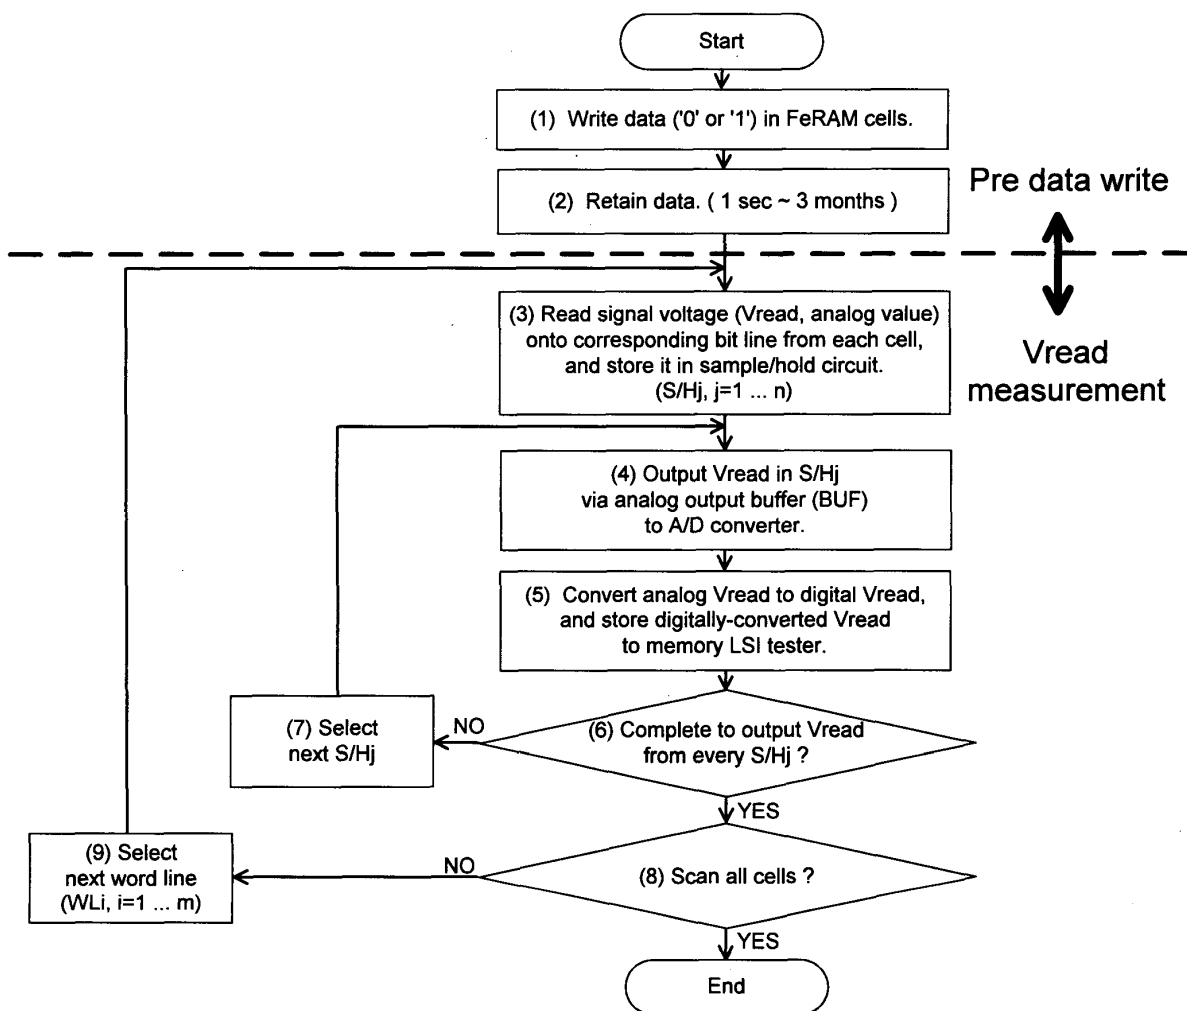 Start
(1) Write data ('0' or '1') in FeRAM cells.
(2) Retain data. ( 1 sec ~ 3 months )
Pre data write
(3) Read signal voltage (Vread, analog value)
onto corresponding bit line from each cell,
and store it in sample/hold circuit.
(S/Hj, j=1 ... n)
Vread
measurement
(4) Output Vread in S/Hj
via analog output buffer (BUF)
to A/D converter.
(5) Convert analog Vread to digital Vread,
and store digitally-converted Vread
to memory LSI tester.
(6) Complete to output Vread
from every S/Hj ?
NO
(7) Select
next S/Hj
YES
(8) Scan all cells ?
NO
(9) Select
next word line
(WLi, i=1 ... m)
YES
End